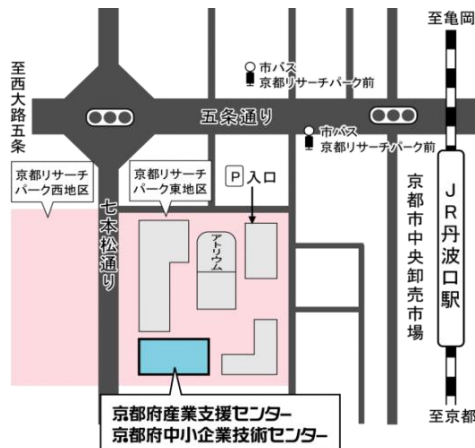 至亀岡
市バス
京都リサーチパーク前
至西大路五条
五条通り
市バス
京都リサーチパーク前
京都リサーチ
パーク西地区
京都リサーチ
パーク東地区
P 入口
七本松通り
アトリウム
京都市中央卸売市場
JR丹波口駅
至京都
京都府産業支援センター
京都府中小企業技術センター